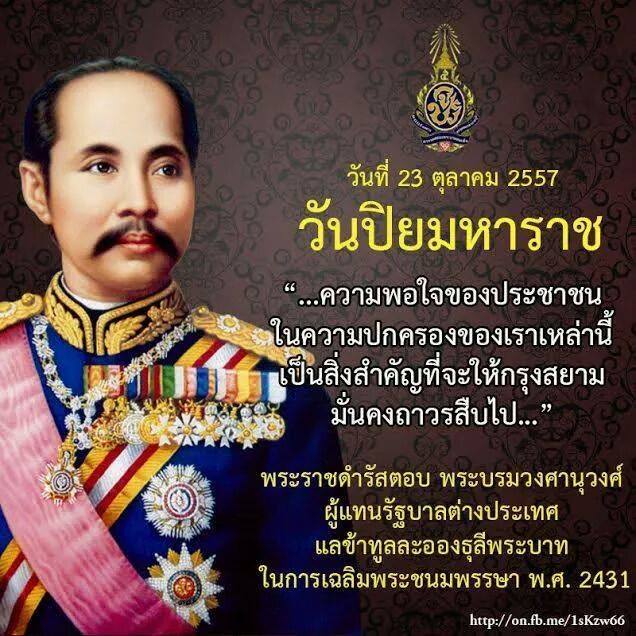 วันที่ 23 ตุลาคม 2557
วันปิยมหาราช
“...ความพอใจของประชาชน
ในความปกครองของเราเหล่านี้
เป็นสิ่งสำคัญที่จะให้กรุงสยาม
มั่นคงถาวรสืบไป...”
พระราชดำรัสตอบ พระบรมวงศานุวงศ์
ผู้แทนรัฐบาลต่างประเทศ
แลข้าทูลละอองธุลีพระบาท
ในการเฉลิมพระชนมพรรษา พ.ศ. 2431
http://on.fb.me/1sKzw66